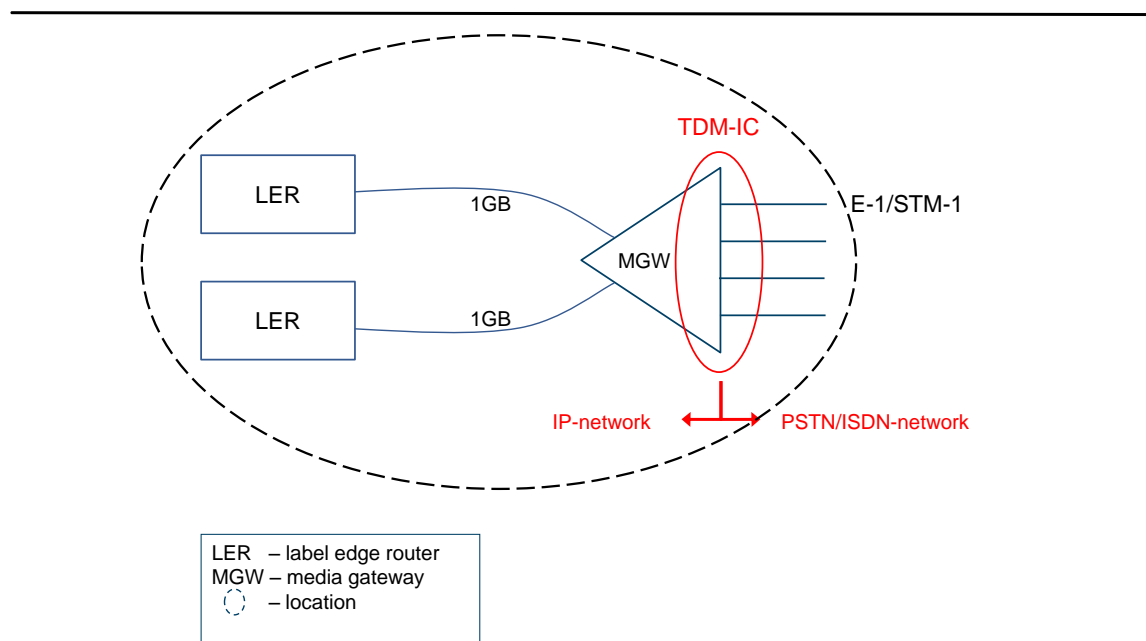 TDM-IC
LER
1GB
E-1/STM-1
MGW
LER
1GB
IP-network
PSTN/ISDN-network
LER – label edge router
MGW – media gateway
– location